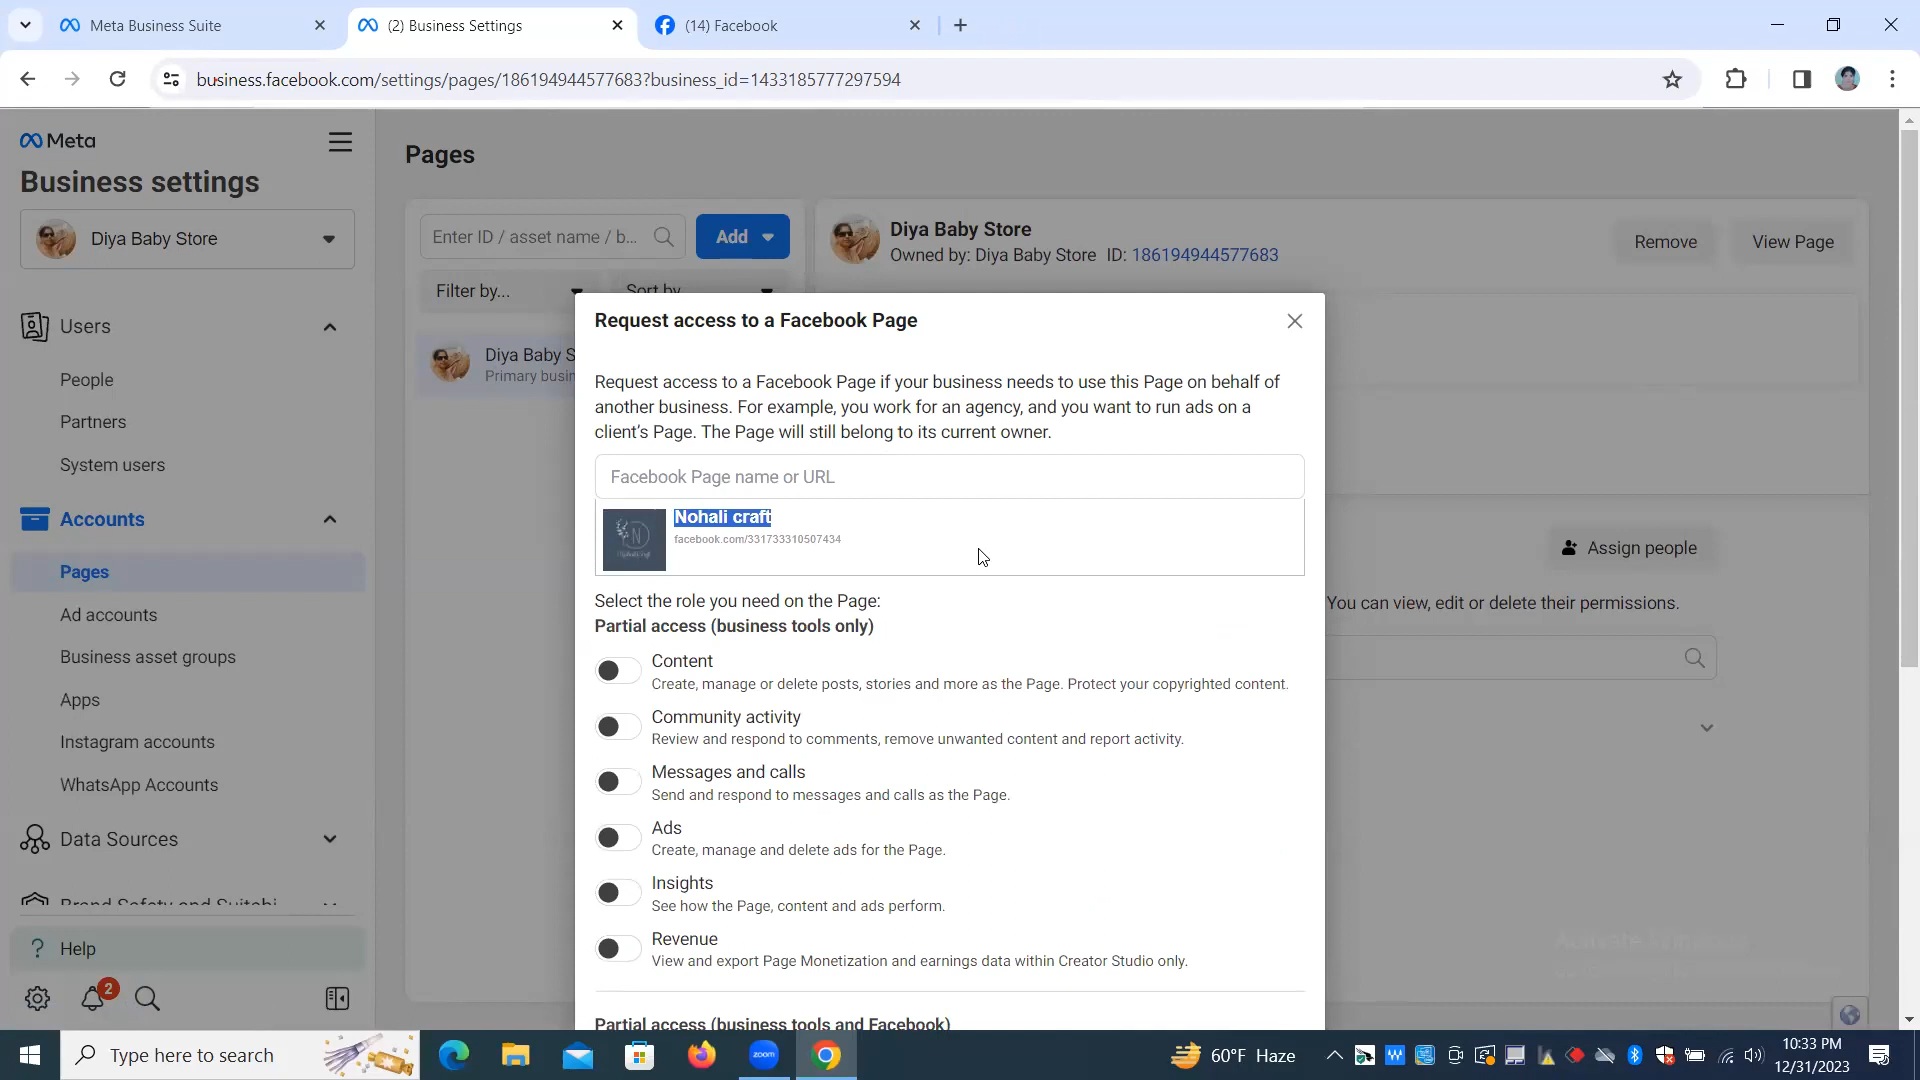 Meta Business Suite
(2) Business Settings
(14) Facebook
business.facebook.com/settings/pages/186194944577683?business_id=1433185777297594
Meta
Business settings
Diya Baby Store
Users
People
Partners
System users
Accounts
Pages
Ad accounts
Business asset groups
Apps
Instagram accounts
WhatsApp Accounts
Data Sources
Brand Safety and Suitabi
? Help
2
Pages
Enter ID / asset name / b...
Add
Filter by...
Sort by
Diya Baby S
Primary busin
Diya Baby Store
Owned by: Diya Baby Store ID: 186194944577683
Remove
View Page
Assign people
You can view, edit or delete their permissions.
Request access to a Facebook Page
Request access to a Facebook Page if your business needs to use this Page on behalf of
another business. For example, you work for an agency, and you want to run ads on a
client's Page. The Page will still belong to its current owner.
Facebook Page name or URL
N
Nohali craft
facebook.com/331733310507434
Select the role you need on the Page:
Partial access (business tools only)
Content
Create, manage or delete posts, stories and more as the Page. Protect your copyrighted content.
Community activity
Review and respond to comments, remove unwanted content and report activity.
Messages and calls
Send and respond to messages and calls as the Page.
Ads
Create, manage and delete ads for the Page.
Insights
See how the Page, content and ads perform.
Revenue
View and export Page Monetization and earnings data within Creator Studio only.
Partial access (business tools and Facebook)
Type here to search
zoom
60°F Haze
10:33 PM
12/31/2023